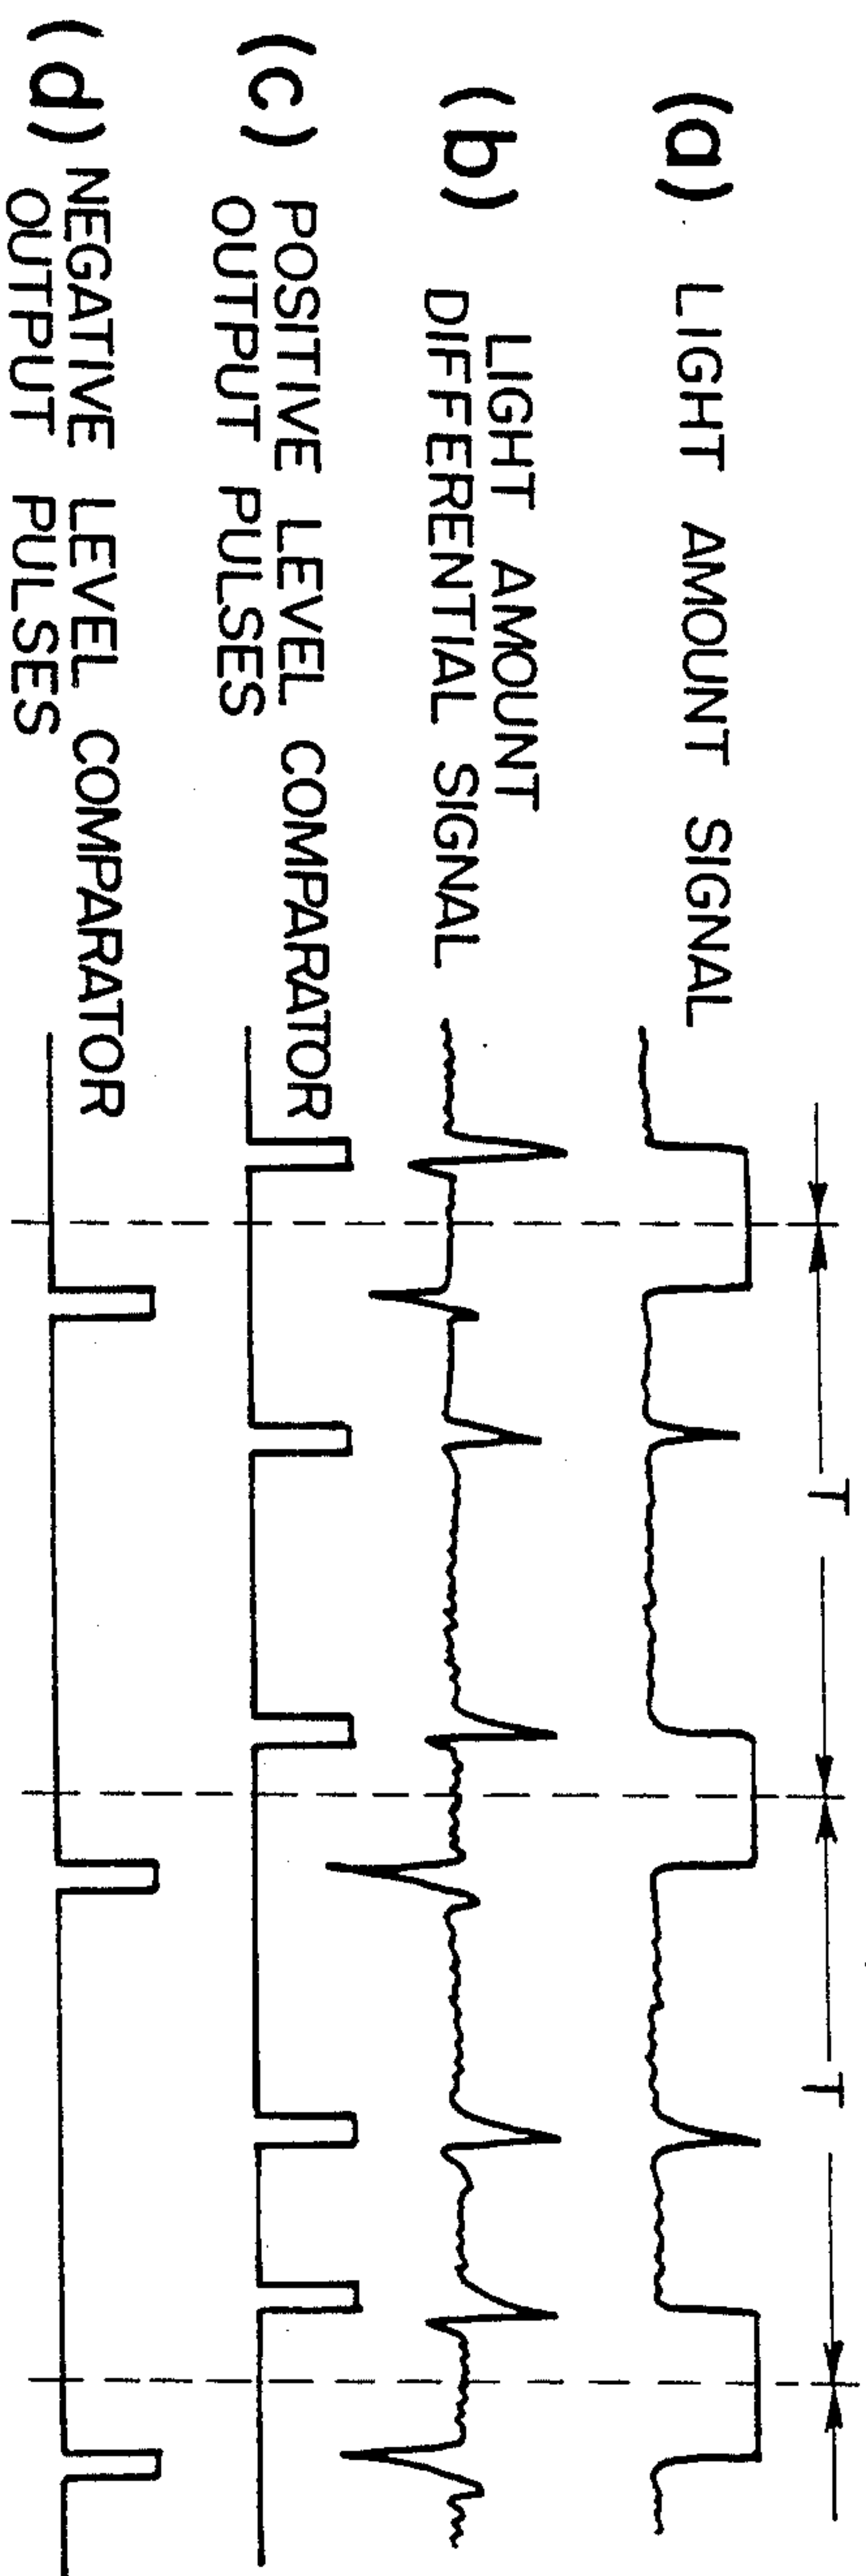 T
T
(a) LIGHT AMOUNT SIGNAL
(b) LIGHT AMOUNT
DIFFERENTIAL SIGNAL
(c) POSITIVE LEVEL COMPARATOR
OUTPUT PULSES
(d) NEGATIVE LEVEL COMPARATOR
OUTPUT PULSES